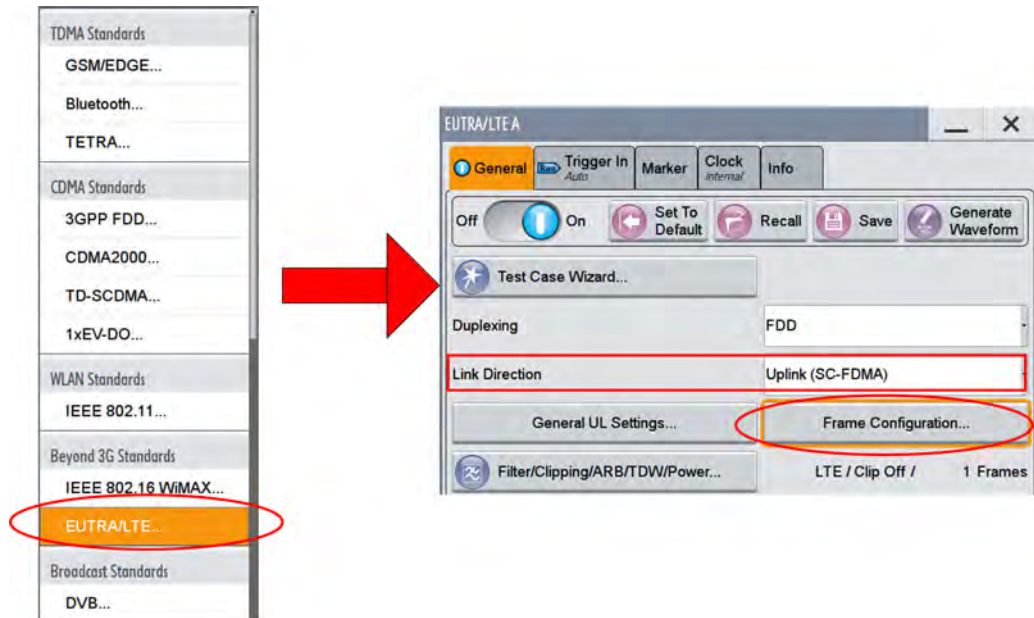 TDMA Standards
GSM/EDGE...
Bluetooth...
TETRA...
CDMA Standards
3GPP FDD...
CDMA2000...
TD-SCDMA...
1xEV-DO...
WLAN Standards
IEEE 802.11...
Beyond 3G Standards
IEEE 802.16 WiMAX...
EUTRA/LTE...
Broadcast Standards
DVB...
EUTRA/LTE A
General
Trigger In
Auto
Marker
Clock
Internal
Info
Off
On
Set To
Default
Recall
Save
Generate
Waveform
Test Case Wizard...
Duplexing
FDD
Link Direction
Uplink (SC-FDMA)
General UL Settings...
Frame Configuration...
Filter/Clipping/ARB/TDW/Power...
LTE / Clip Off / 1 Frames